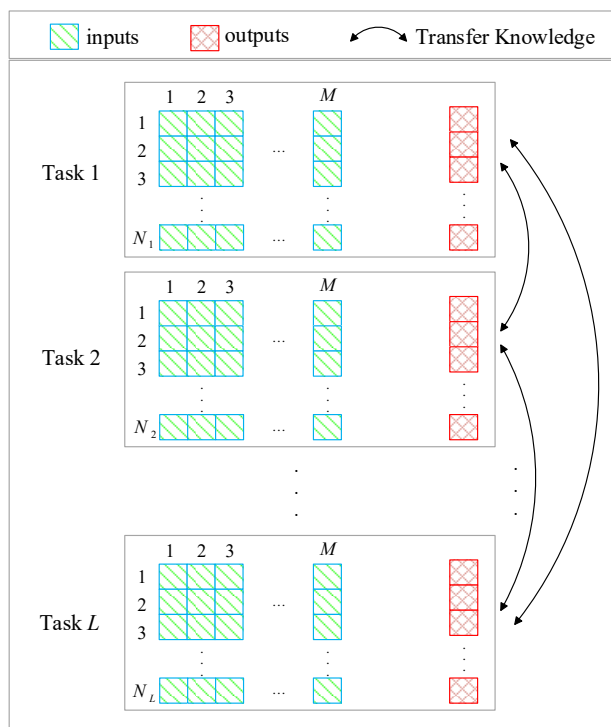 inputs outputs Transfer Knowledge
1 2 3 M
1
2 ...
Task 1
3
N1 ...
1 2 3 M
1
2 ...
Task 2
3
N2 ...
1 2 3 M
1
2 ...
Task L
3
NL ...